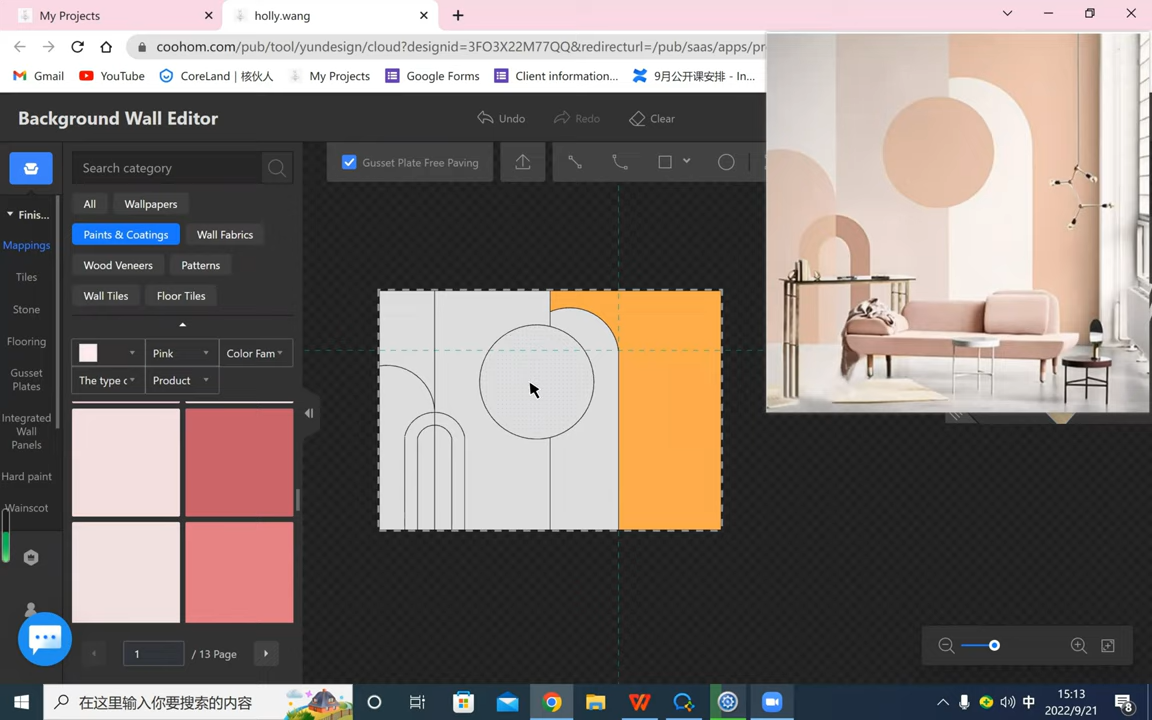 My Projects
holly.wang
coohom.com/pub/tool/yundesign/cloud?designid=3FO3X22M77QQ&redirecturl=/pub/saas/apps/pr
Gmail
YouTube
CoreLand | 核伙人
My Projects
Google Forms
Client information...
9月公开课安排 - In...
Background Wall Editor
Undo
Redo
Clear
Search category
Gusset Plate Free Paving
All
Wallpapers
Finis...
Paints & Coatings
Wall Fabrics
Mappings
Wood Veneers
Patterns
Tiles
Wall Tiles
Floor Tiles
Stone
Flooring
Pink
Color Fam
Gusset
Plates
The type c
Product
Integrated
Wall
Panels
Hard paint
Wainscot
1
/ 13 Page
在这里输入你要搜索的内容
中
15:13
2022/9/21
8